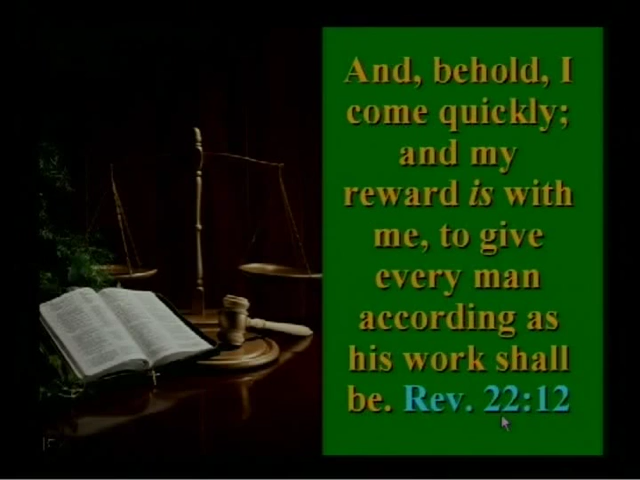 And, behold, I
come quickly;
and my
reward is with
me, to give
every man
according as
his work shall
be. Rev. 22:12